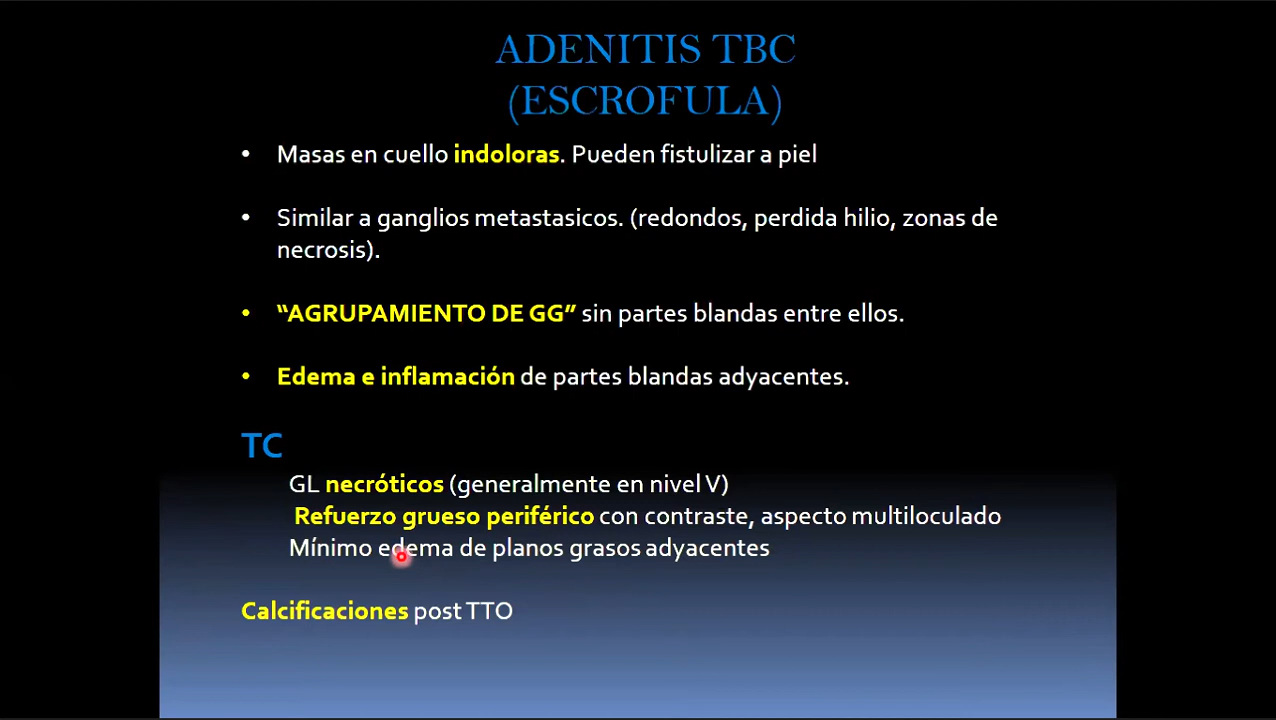 ADENITIS TBC
(ESCROFULA)
• Masas en cuello indoloras. Pueden fistulizar a piel
• Similar a ganglios metastasicos. (redondos, perdida hilio, zonas de
necrosis).
• “AGRUPAMIENTO DE GG” sin partes blandas entre ellos.
• Edema e inflamación de partes blandas adyacentes.
TC
GL necróticos (generalmente en nivel V)
Refuerzo grueso periférico con contraste, aspecto multiloculado
Mínimo edema de planos grasos adyacentes
Calcificaciones post TTO